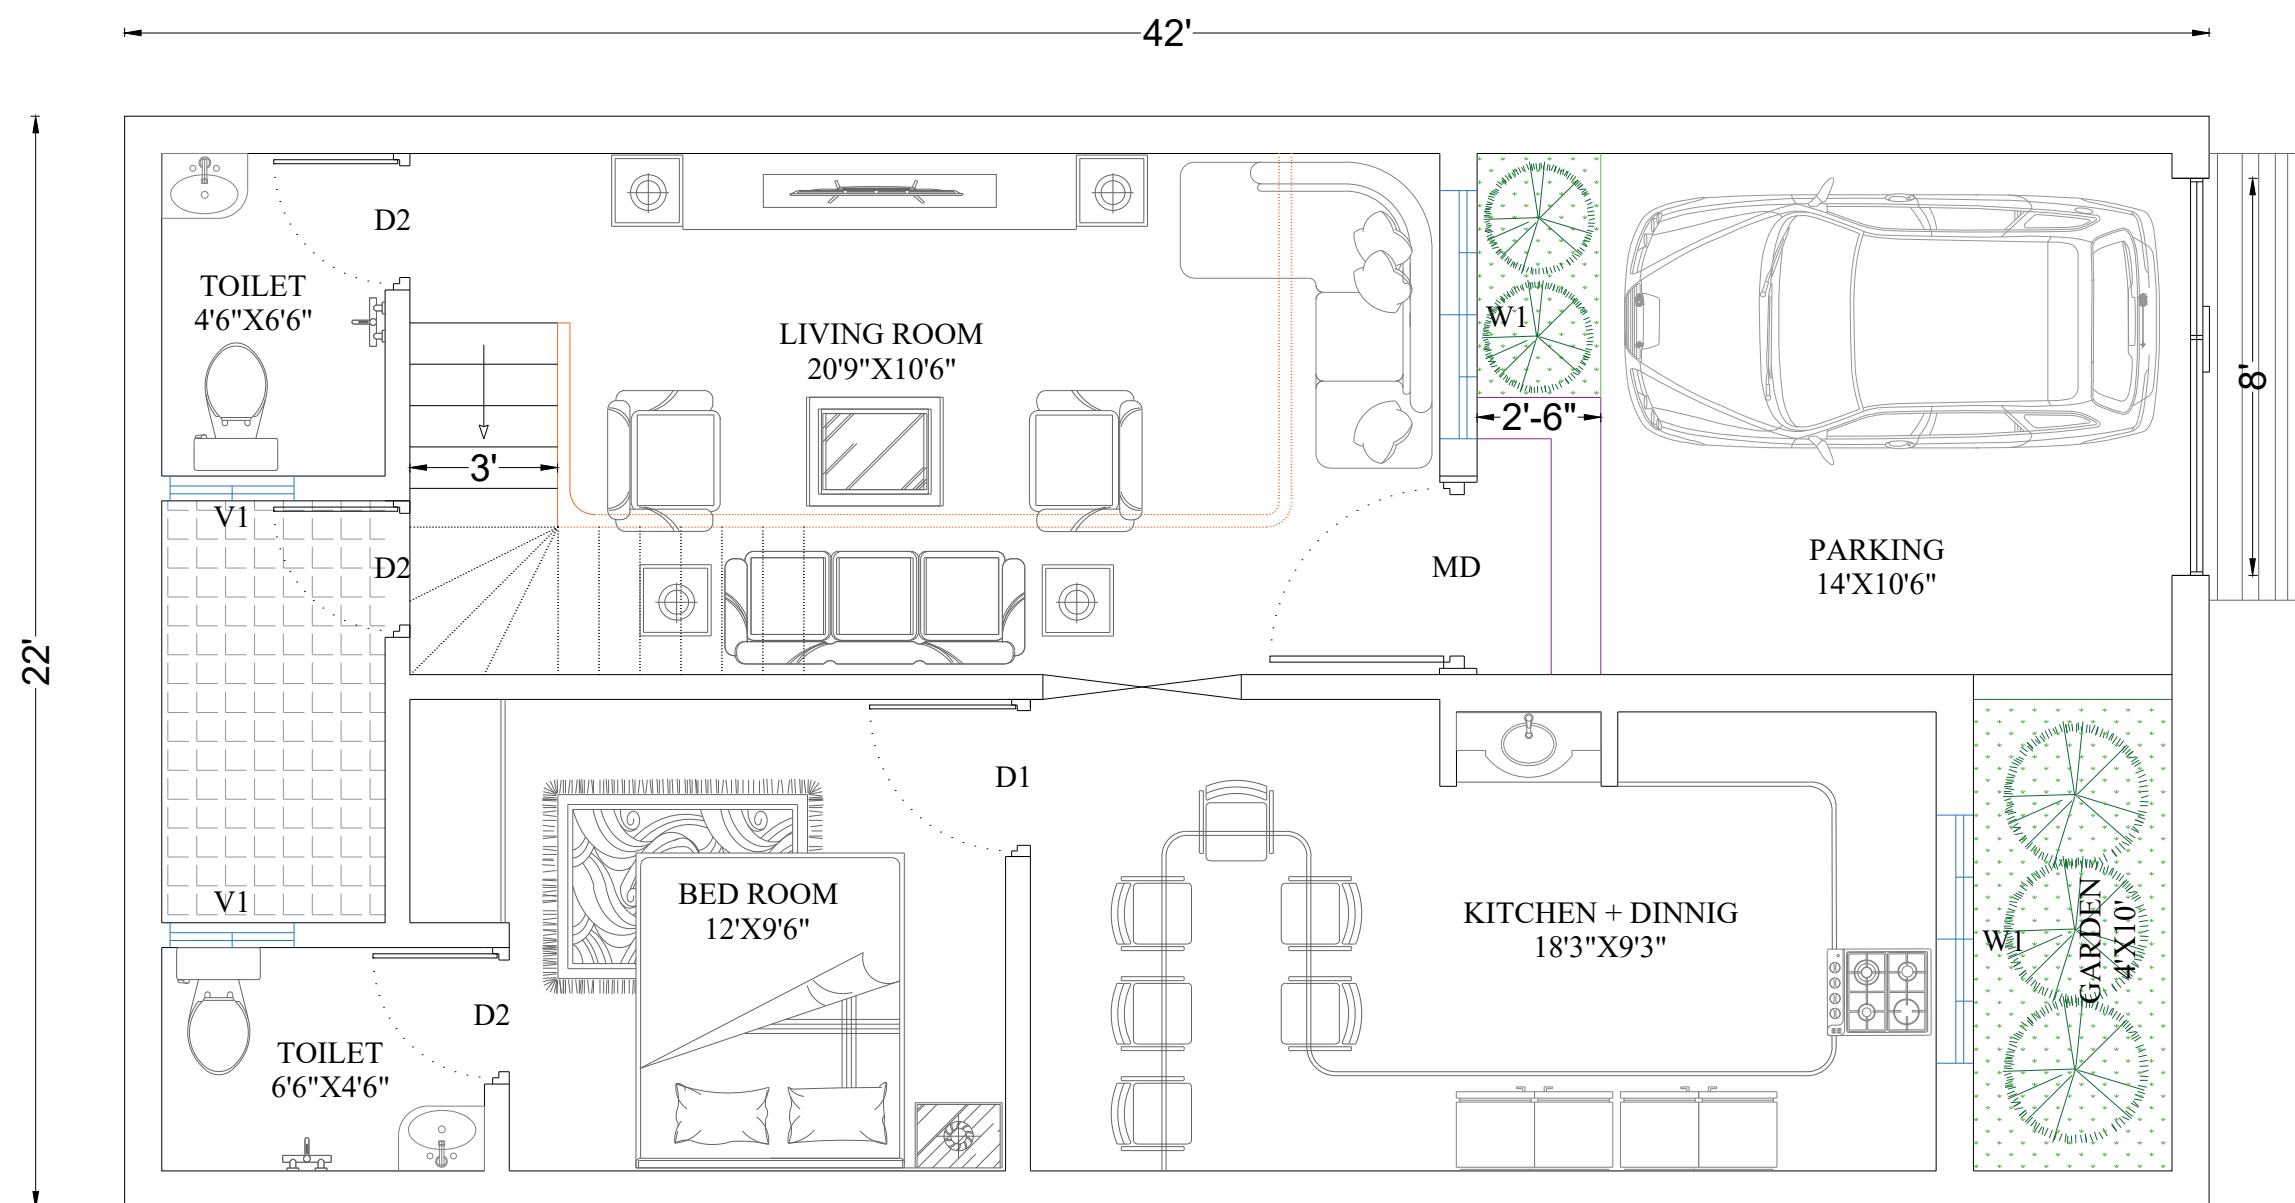 42'
22'
D2
TOILET
4'6"X6'6"
LIVING ROOM
20'9"X10'6"
W1
2'-6"
8'
3'
V1
D2
MD
PARKING
14'X10'6"
D1
V1
BED ROOM
12'X9'6"
KITCHEN + DINNIG
18'3"X9'3"
W1
GARDEN
4'X10'
D2
TOILET
6'6"X4'6"